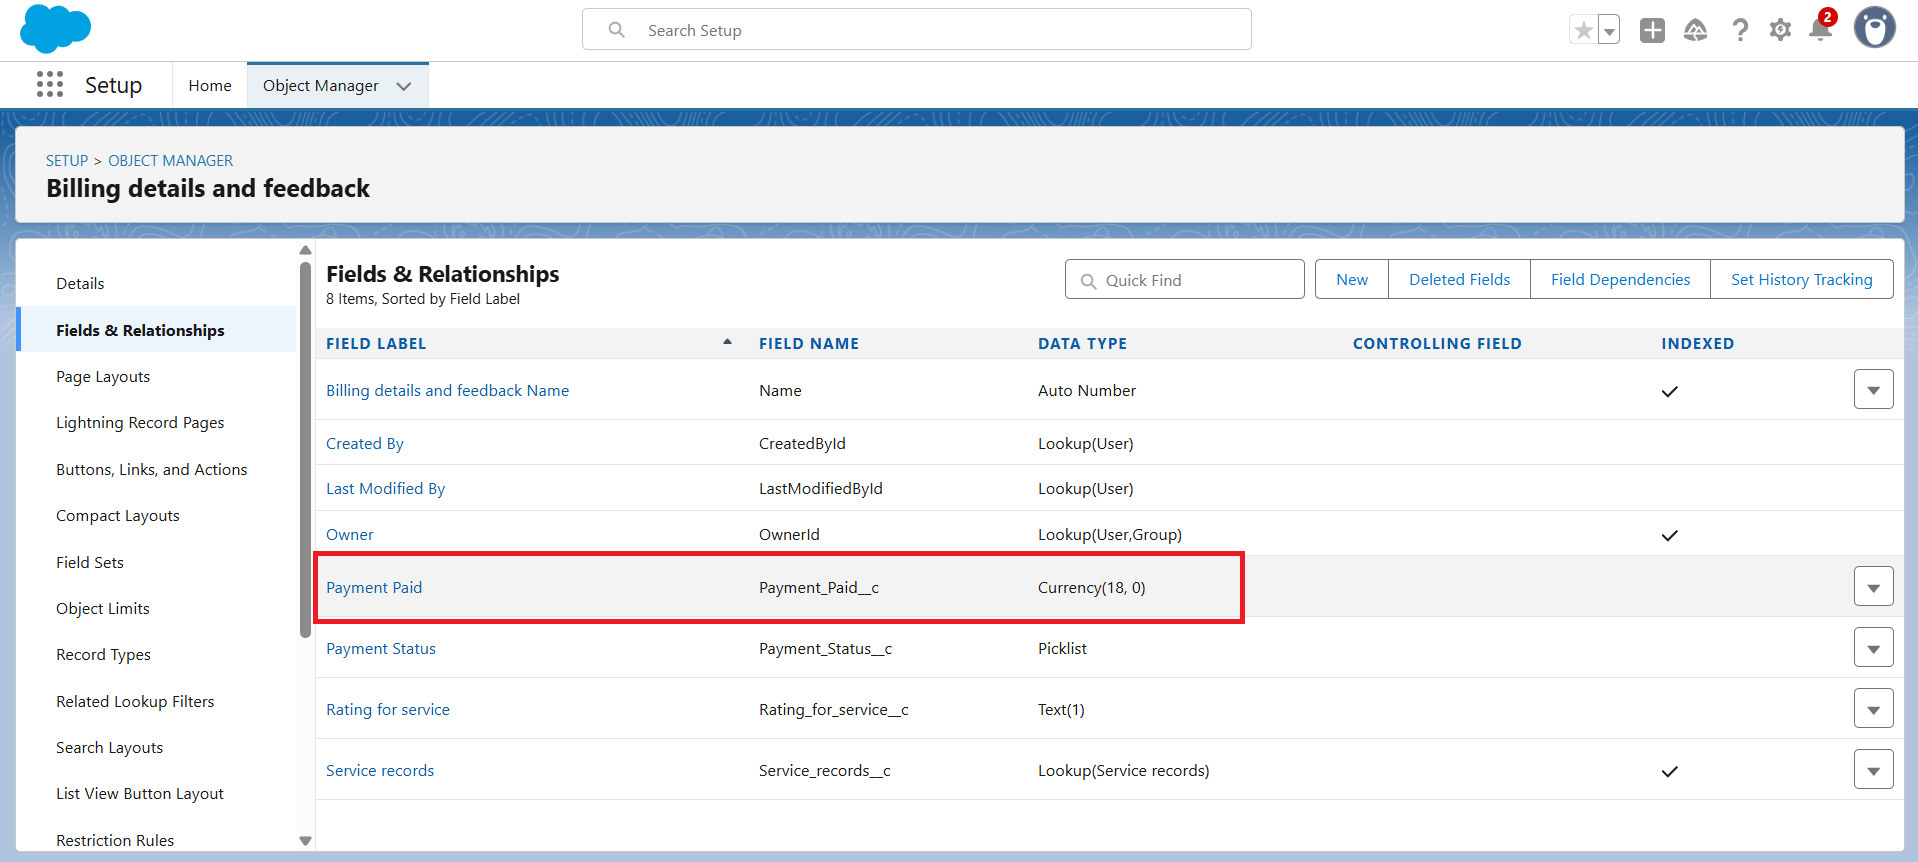 Search Setup
2
Setup
Home
Object Manager
SETUP > OBJECT MANAGER
Billing details and feedback
Details
Fields & Relationships
Page Layouts
Lightning Record Pages
Buttons, Links, and Actions
Compact Layouts
Field Sets
Object Limits
Record Types
Related Lookup Filters
Search Layouts
List View Button Layout
Restriction Rules
Fields & Relationships
8 Items, Sorted by Field Label
Quick Find
New
Deleted Fields
Field Dependencies
Set History Tracking
FIELD LABEL FIELD NAME DATA TYPE CONTROLLING FIELD INDEXED
Billing details and feedback Name Name Auto Number
Created By CreatedById Lookup(User)
Last Modified By LastModifiedById Lookup(User)
Owner OwnerId Lookup(User,Group)
Payment Paid Payment_Paid__c Currency(18, 0)
Payment Status Payment_Status__c Picklist
Rating for service Rating_for_service__c Text(1)
Service records Service_records__c Lookup(Service records)